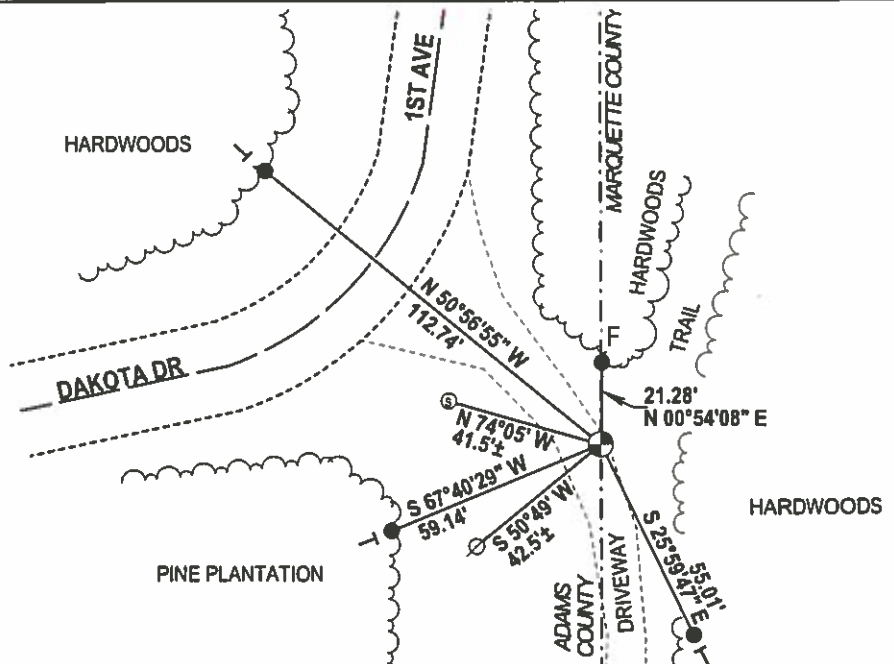 1ST AVE
MARQUETTE COUNTY
HARDWOODS
T
HARDWOODS
TRAIL
F
N 50°56'55" W
112.74'
DAKOTA DR
21.28'
N 00°54'08" E
S
N 74°05' W
41.5'±
S 67°40'29" W
59.14'
T
S 50°49' W
42.5'±
HARDWOODS
PINE PLANTATION
ADAMS
COUNTY
DRIVEWAY
55.01'
S 25°59'47" E
T